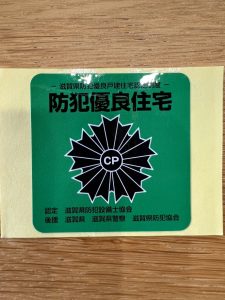 滋賀県防犯優良戸建住宅認定制度
防犯優良住宅
CP
認定 滋賀県防犯設備士協会
後援 滋賀県 滋賀県警察 滋賀県防犯協会